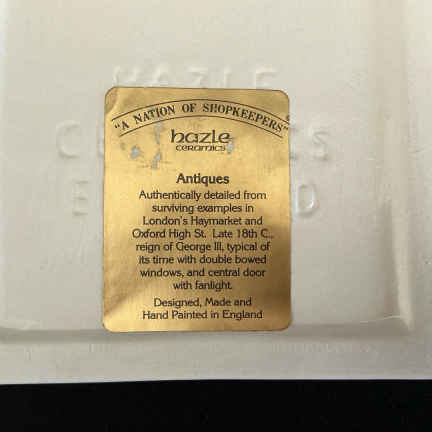 HAZLE
"A NATION OF SHOPKEEPERS"
hazle
CERAMICS
Antiques
Authentically detailed from
surviving examples in
London's Haymarket and
Oxford High St. Late 18th C.,
reign of George III, typical of
its time with double bowed
windows, and central door
with fanlight.
Designed, Made and
Hand Painted in England